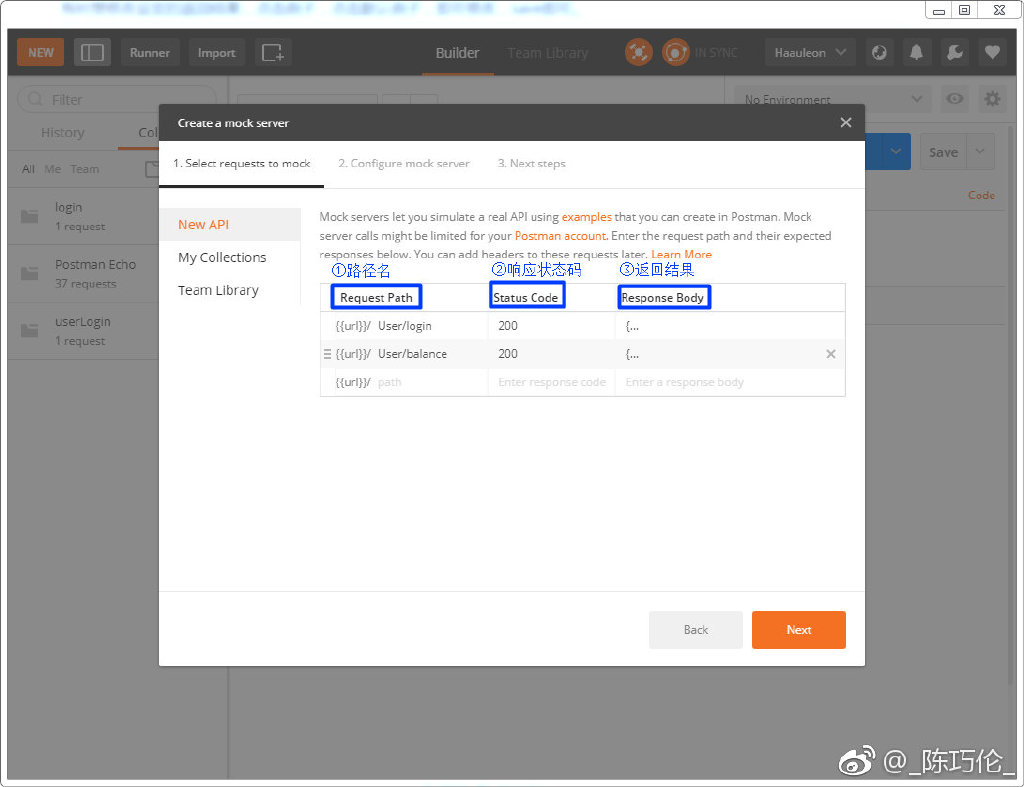 NEW Runner Import Builder Team Library IN SYNC Haauleon
Filter No Environment
History Col
Save
All Me Team
Code
login
1 request
Postman Echo
37 requests
userLogin
1 request
Create a mock server
1. Select requests to mock 2. Configure mock server 3. Next steps
New API
My Collections
Team Library
Mock servers let you simulate a real API using examples that you can create in Postman. Mock
server calls might be limited for your Postman account. Enter the request path and their expected
responses below. You can add headers to these requests later. Learn More
①路径名 ②响应状态码 ③返回结果
Request Path Status Code Response Body
{{url}}/ User/login 200 {...
{{url}}/ User/balance 200 {...
{{url}}/ path Enter response code Enter a response body
Back Next
@_陈巧伦_